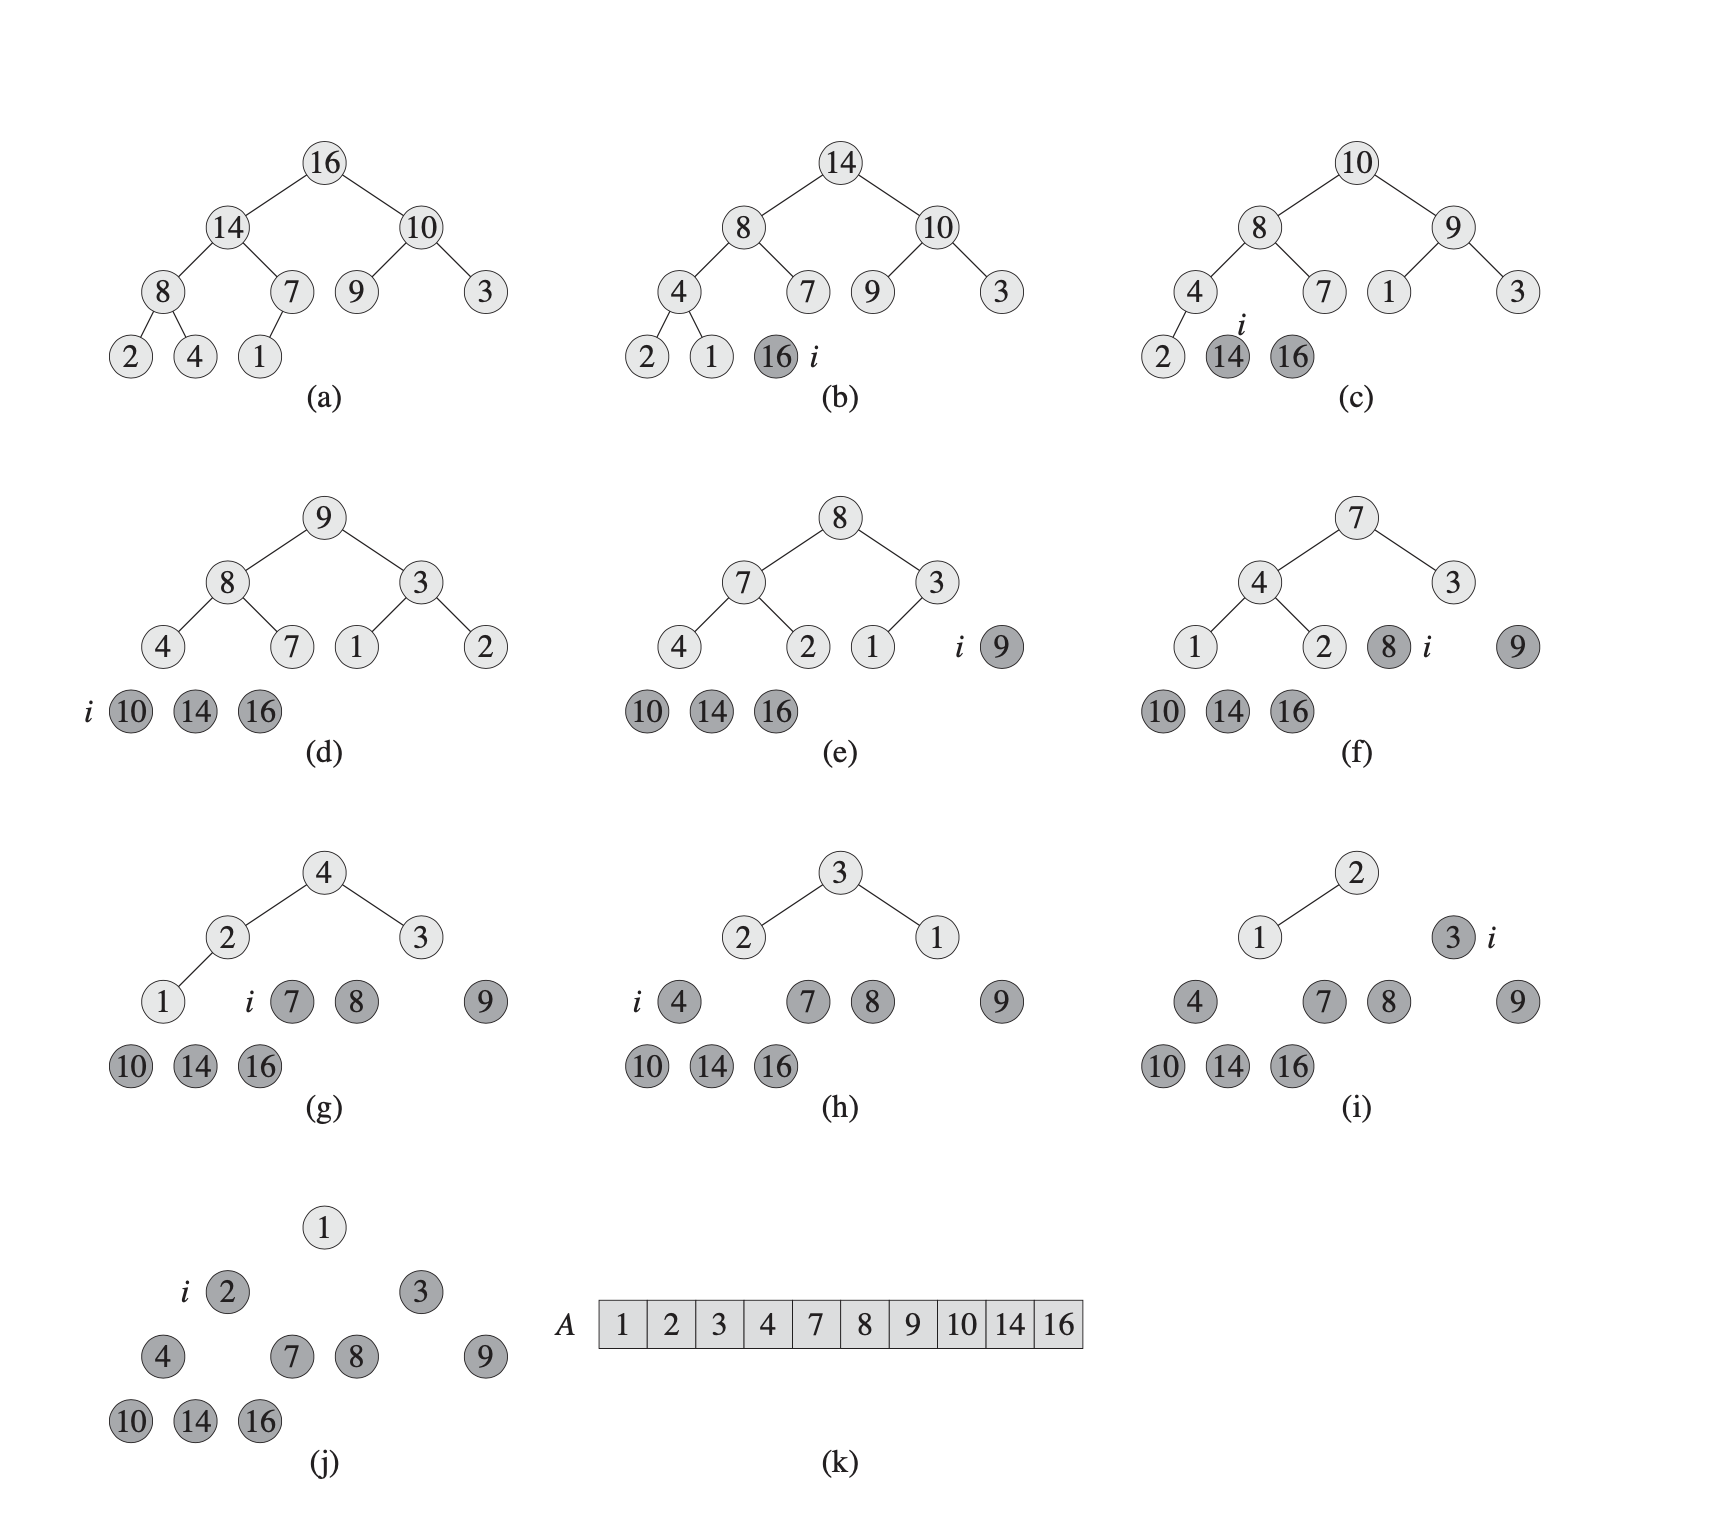 16 14 10
14 10 8 10 8 9
8 7 9 3 4 7 9 3 4 7 1 3
i
2 4 1 2 1 16 i 2 14 16
(a) (b) (c)
9 8 7
8 3 7 3 4 3
4 7 1 2 4 2 1 i 9 1 2 8 i 9
i 10 14 16 10 14 16 10 14 16
(d) (e) (f)
4 3 2
2 3 2 1 1 3 i
1 i 7 8 9 i 4 7 8 9 4 7 8 9
10 14 16 10 14 16 10 14 16
(g) (h) (i)
1
i 2 3
A 1 2 3 4 7 8 9 10 14 16
4 7 8 9
10 14 16
(j) (k)